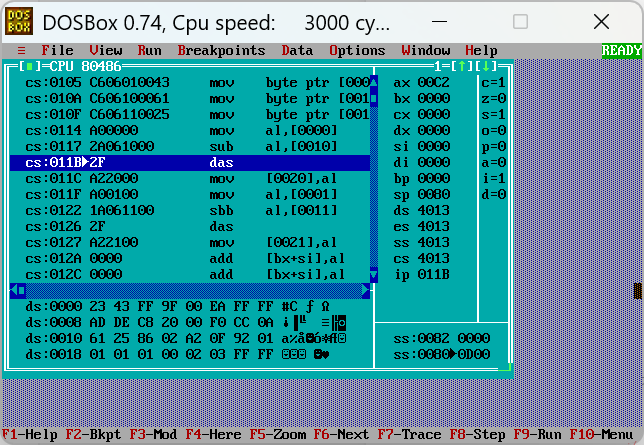 DOSBox 0.74, Cpu speed: 3000 cy...
≡ File View Run Breakpoints Data Options Window Help READY
[■]=CPU 80486 1=[↑][↓]
cs:0105 C606010043 mov byte ptr [000 ax 00C2 c=1
cs:010A C606100061 mov byte ptr [001 bx 0000 z=0
cs:010F C606110025 mov byte ptr [001 cx 0000 s=1
cs:0114 A00000 mov al,[0000] dx 0000 o=0
cs:0117 2A061000 sub al,[0010] si 0000 p=0
cs:011B►2F das di 0000 a=0
cs:011C A22000 mov [0020],al bp 0000 i=1
cs:011F A00100 mov al,[0001] sp 0080 d=0
cs:0122 1A061100 sbb al,[0011] ds 4013
cs:0126 2F das es 4013
cs:0127 A22100 mov [0021],al ss 4013
cs:012A 0000 add [bx+si],al cs 4013
cs:012C 0000 add [bx+si],al ip 011B
ds:0000 23 43 FF 9F 00 EA FF FF #C ƒ Ω
ds:0008 AD DE C8 20 00 F0 CC 0A ¡▐╚ ≡╠◙
ds:0010 61 25 86 02 A2 0F 92 01 a%å☻ó☼Æ☺ ss:0082 0000
ds:0018 01 01 01 00 02 03 FF FF ☺☺☺ ☻♥ ss:0080►0D00
F1-Help F2-Bkpt F3-Mod F4-Here F5-Zoom F6-Next F7-Trace F8-Step F9-Run F10-Menu